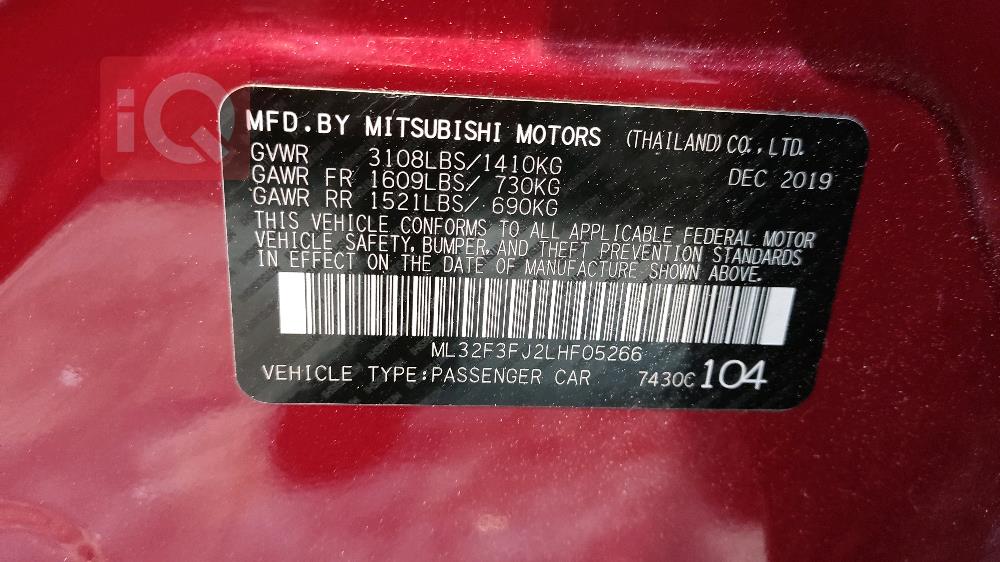 iQ
MFD.BY MITSUBISHI MOTORS (THAILAND) CO., LTD.
GVWR 3108LBS/1410KG DEC 2019
GAWR FR 1609LBS/ 730KG
GAWR RR 1521LBS/ 690KG
THIS VEHICLE CONFORMS TO ALL APPLICABLE FEDERAL MOTOR
VEHICLE SAFETY, BUMPER, AND THEFT PREVENTION STANDARDS
IN EFFECT ON THE DATE OF MANUFACTURE SHOWN ABOVE.
ML32F3FJ2LHF05266
VEHICLE TYPE:PASSENGER CAR 7430C 104